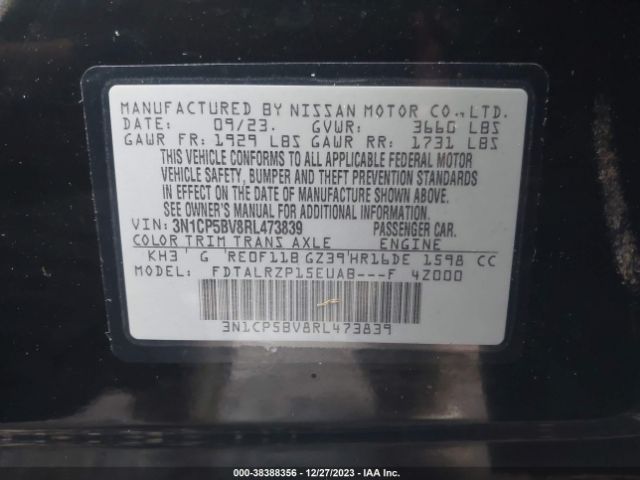 MANUFACTURED BY NISSAN MOTOR CO., LTD.
DATE: 09/23. GVWR: 3660 LBS
GAWR FR: 1929 LBS GAWR RR: 1731 LBS
THIS VEHICLE CONFORMS TO ALL APPLICABLE FEDERAL MOTOR
VEHICLE SAFETY, BUMPER AND THEFT PREVENTION STANDARDS
IN EFFECT ON THE DATE OF MANUFACTURE SHOWN ABOVE.
SEE OWNER'S MANUAL FOR ADDITIONAL INFORMATION.
VIN: 3N1CP5BV8RL473839 PASSENGER CAR.
COLOR TRIM TRANS AXLE ENGINE
KH3 G RE0F11B GZ39 HR16DE 1598 CC
MODEL: FDTALRZP15EUAB---F 4Z000
3N1CP5BV8RL473839
000-38388356 | 12/27/2023 - IAA Inc.